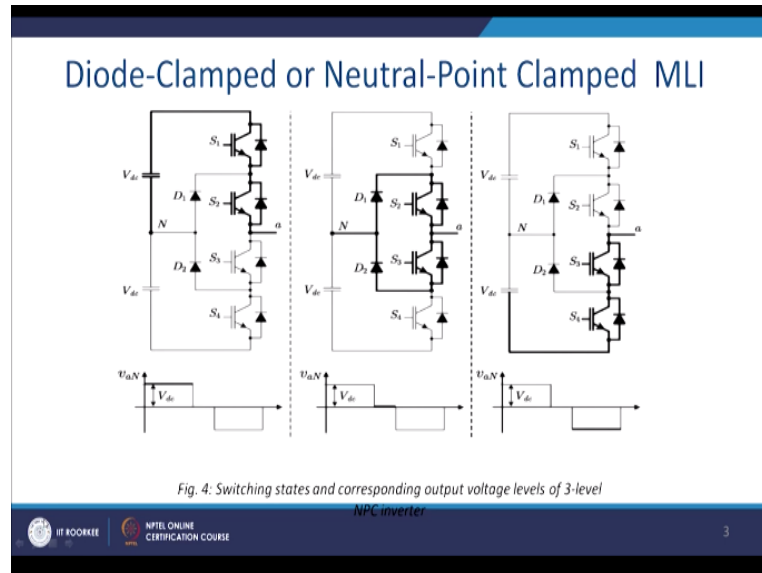 Diode-Clamped or Neutral-Point Clamped MLI
S1
Vdc
D1
S2
N
a
D2
S3
Vdc
S4
vaN
Vdc
S1
Vdc
D1
S2
N
a
D2
S3
Vdc
S4
vaN
Vdc
S1
Vdc
D1
S2
N
a
D2
S3
Vdc
S4
vaN
Vdc
Fig. 4: Switching states and corresponding output voltage levels of 3-level
NPC inverter
IIT ROORKEE
NPTEL ONLINE
CERTIFICATION COURSE
3